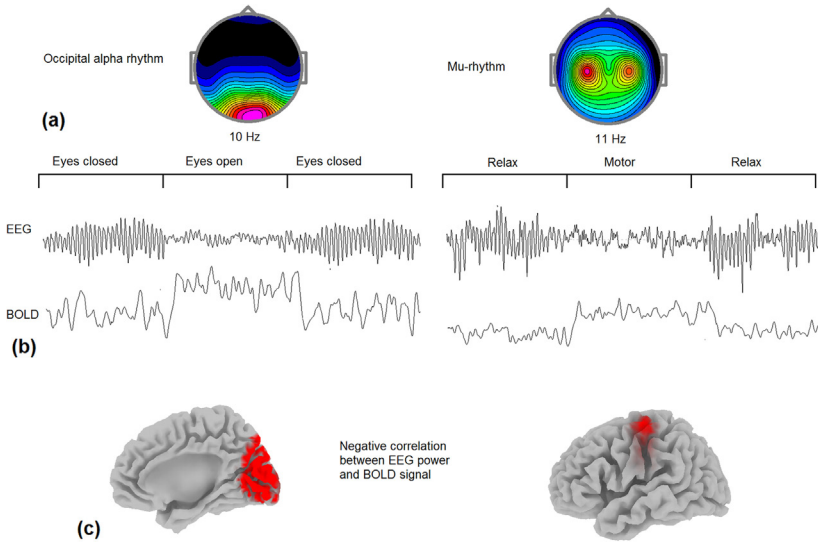 Occipital alpha rhythm
Mu-rhythm
(a)
10 Hz
11 Hz
Eyes closed
Eyes open
Eyes closed
Relax
Motor
Relax
EEG
BOLD
(b)
Negative correlation
between EEG power
and BOLD signal
(c)